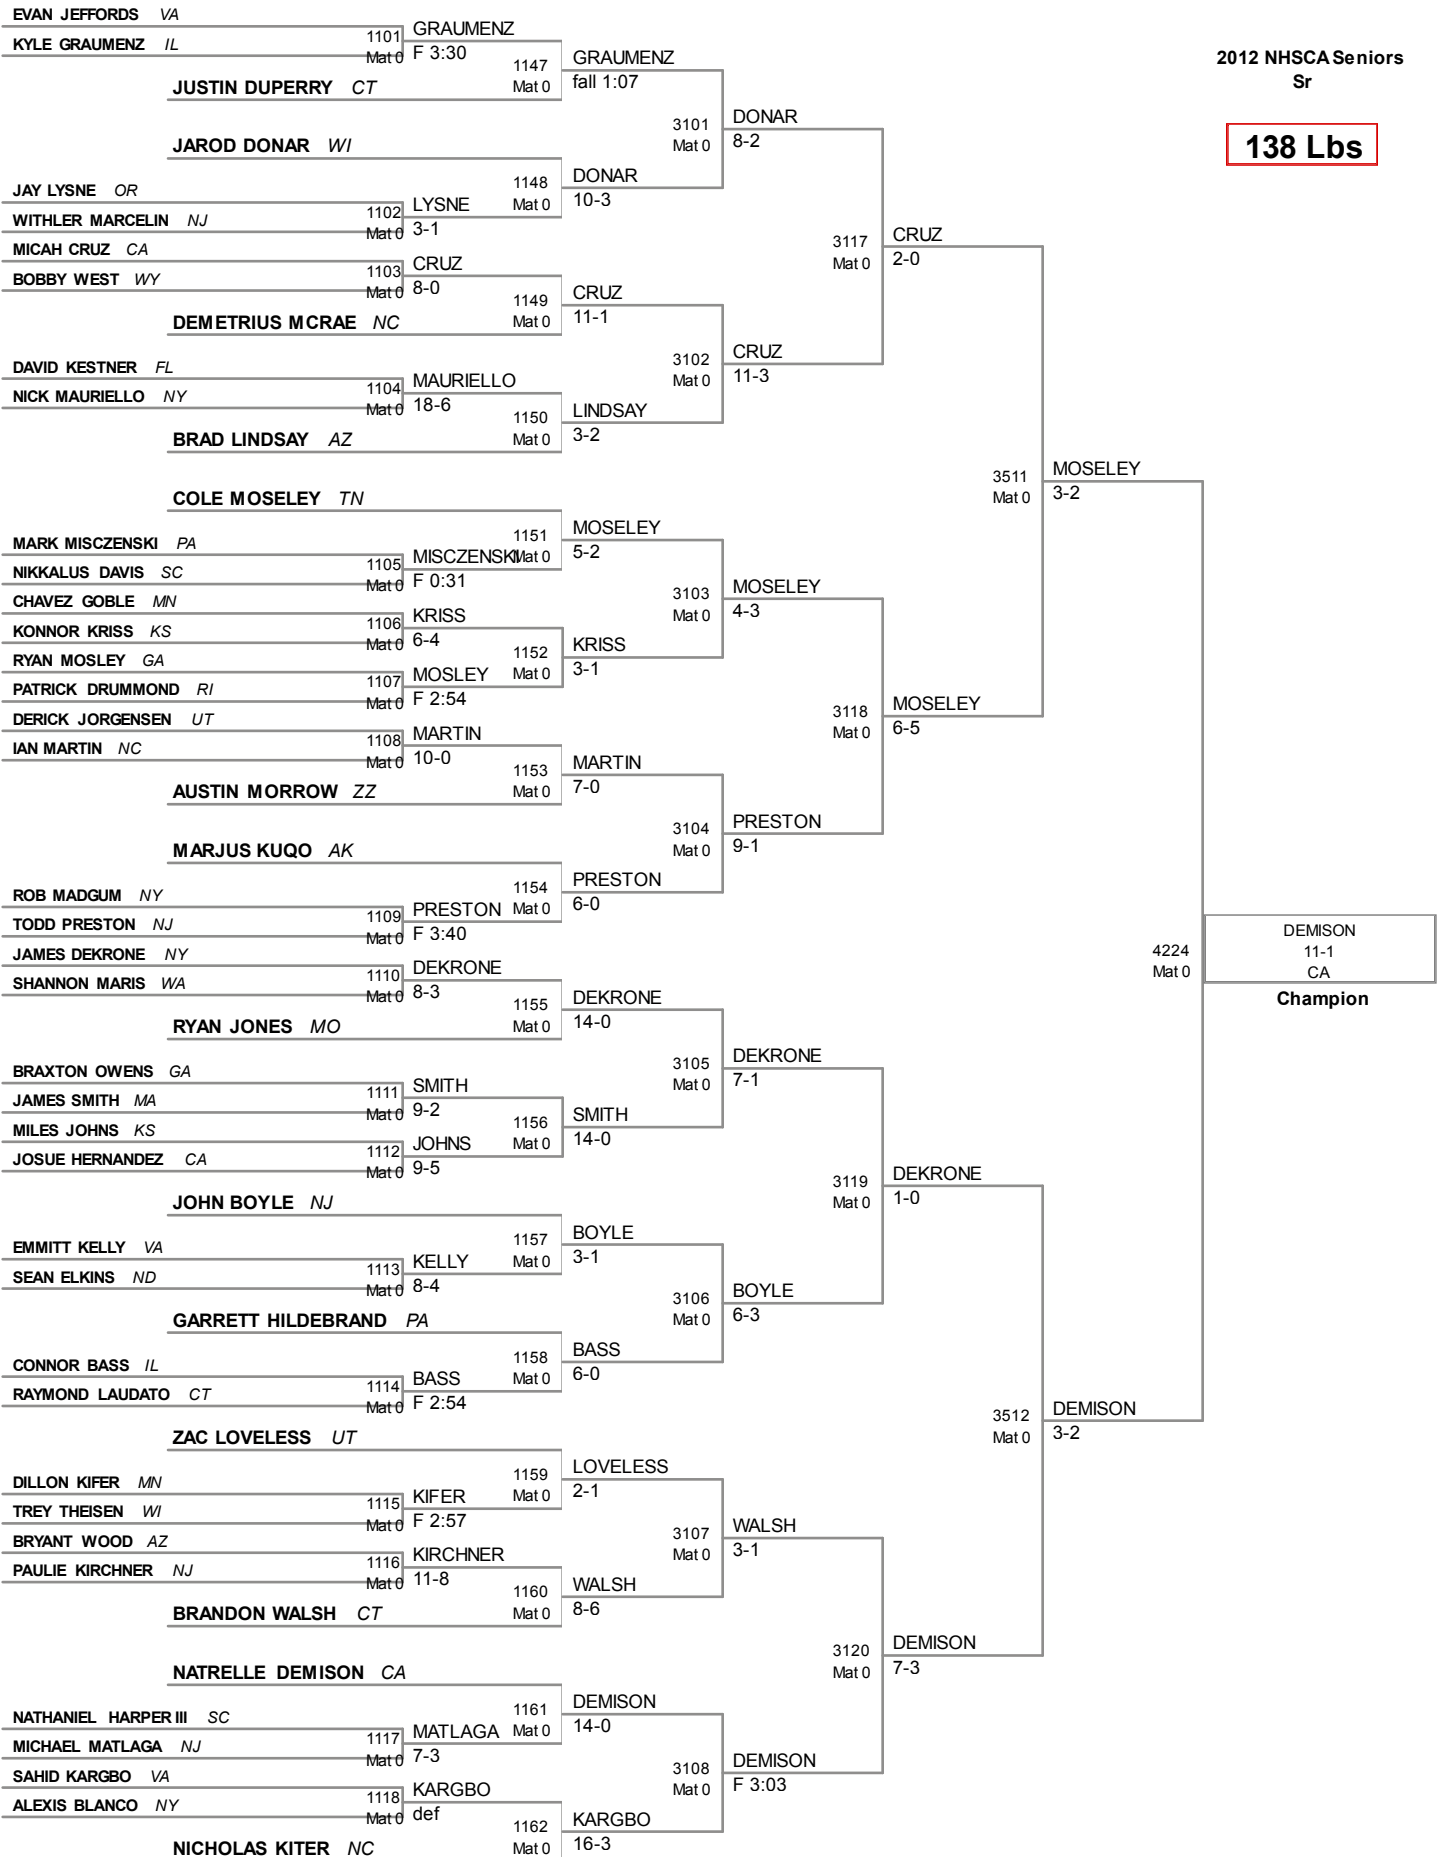 EVAN JEFFORDS VA
KYLE GRAUMENZ IL
1101 GRAUMENZ
Mat 0 F 3:30
JUSTIN DUPERRY CT
1147 GRAUMENZ
Mat 0 fall 1:07
2012 NHSCA Seniors
Sr
138 Lbs
3101 DONAR
Mat 0 8-2
JAROD DONAR WI
1148 DONAR
Mat 0 10-3
JAY LYSNE OR
WITHLER MARCELIN NJ
1102 LYSNE
Mat 0 3-1
MICAH CRUZ CA
BOBBY WEST WY
1103 CRUZ
Mat 0 8-0
3117 CRUZ
Mat 0 2-0
1149 CRUZ
Mat 0 11-1
DEMETRIUS MCRAE NC
3102 CRUZ
Mat 0 11-3
DAVID KESTNER FL
NICK MAURIELLO NY
1104 MAURIELLO
Mat 0 18-6
1150 LINDSAY
Mat 0 3-2
BRAD LINDSAY AZ
3511 MOSELEY
Mat 0 3-2
COLE MOSELEY TN
1151 MOSELEY
Mat 0 5-2
MARK MISCZENSKI PA
NIKKALUS DAVIS SC
1105 MISCZENSKI
Mat 0 F 0:31
3103 MOSELEY
Mat 0 4-3
CHAVEZ GOBLE MN
KONNOR KRISS KS
1106 KRISS
Mat 0 6-4
1152 KRISS
Mat 0 3-1
RYAN MOSLEY GA
PATRICK DRUMMOND RI
1107 MOSLEY
Mat 0 F 2:54
3118 MOSELEY
Mat 0 6-5
DERICK JORGENSEN UT
IAN MARTIN NC
1108 MARTIN
Mat 0 10-0
1153 MARTIN
Mat 0 7-0
AUSTIN MORROW ZZ
3104 PRESTON
Mat 0 9-1
MARJUS KUQO AK
1154 PRESTON
Mat 0 6-0
ROB MADGUM NY
TODD PRESTON NJ
1109 PRESTON
Mat 0 F 3:40
JAMES DEKRONE NY
SHANNON MARIS WA
1110 DEKRONE
Mat 0 8-3
4224 DEMISON
Mat 0 11-1
CA
Champion
1155 DEKRONE
Mat 0 14-0
RYAN JONES MO
3105 DEKRONE
Mat 0 7-1
BRAXTON OWENS GA
JAMES SMITH MA
1111 SMITH
Mat 0 9-2
1156 SMITH
Mat 0 14-0
MILES JOHNS KS
JOSUE HERNANDEZ CA
1112 JOHNS
Mat 0 9-5
3119 DEKRONE
Mat 0 1-0
JOHN BOYLE NJ
1157 BOYLE
Mat 0 3-1
EMMITT KELLY VA
SEAN ELKINS ND
1113 KELLY
Mat 0 8-4
3106 BOYLE
Mat 0 6-3
GARRETT HILDEBRAND PA
1158 BASS
Mat 0 6-0
CONNOR BASS IL
RAYMOND LAUDATO CT
1114 BASS
Mat 0 F 2:54
3512 DEMISON
Mat 0 3-2
ZAC LOVELESS UT
1159 LOVELESS
Mat 0 2-1
DILLON KIFER MN
TREY THEISEN WI
1115 KIFER
Mat 0 F 2:57
3107 WALSH
Mat 0 3-1
BRYANT WOOD AZ
PAULIE KIRCHNER NJ
1116 KIRCHNER
Mat 0 11-8
1160 WALSH
Mat 0 8-6
BRANDON WALSH CT
3120 DEMISON
Mat 0 7-3
NATRELLE DEMISON CA
1161 DEMISON
Mat 0 14-0
NATHANIEL HARPER III SC
MICHAEL MATLAGA NJ
1117 MATLAGA
Mat 0 7-3
3108 DEMISON
Mat 0 F 3:03
SAHID KARGBO VA
ALEXIS BLANCO NY
1118 KARGBO
Mat 0 def
1162 KARGBO
Mat 0 16-3
NICHOLAS KITER NC